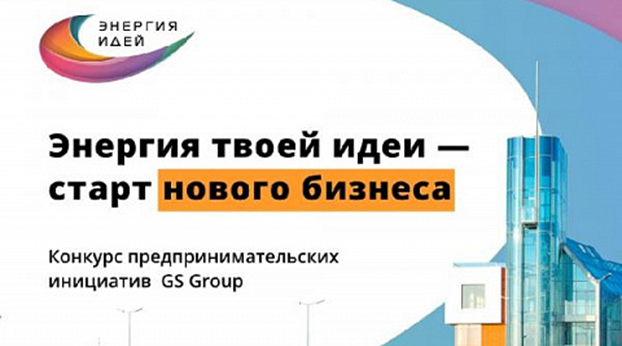 ЭНЕРГИЯ
ИДЕЙ
Энергия твоей идеи —
старт нового бизнеса
Конкурс предпринимательских
инициатив GS Group